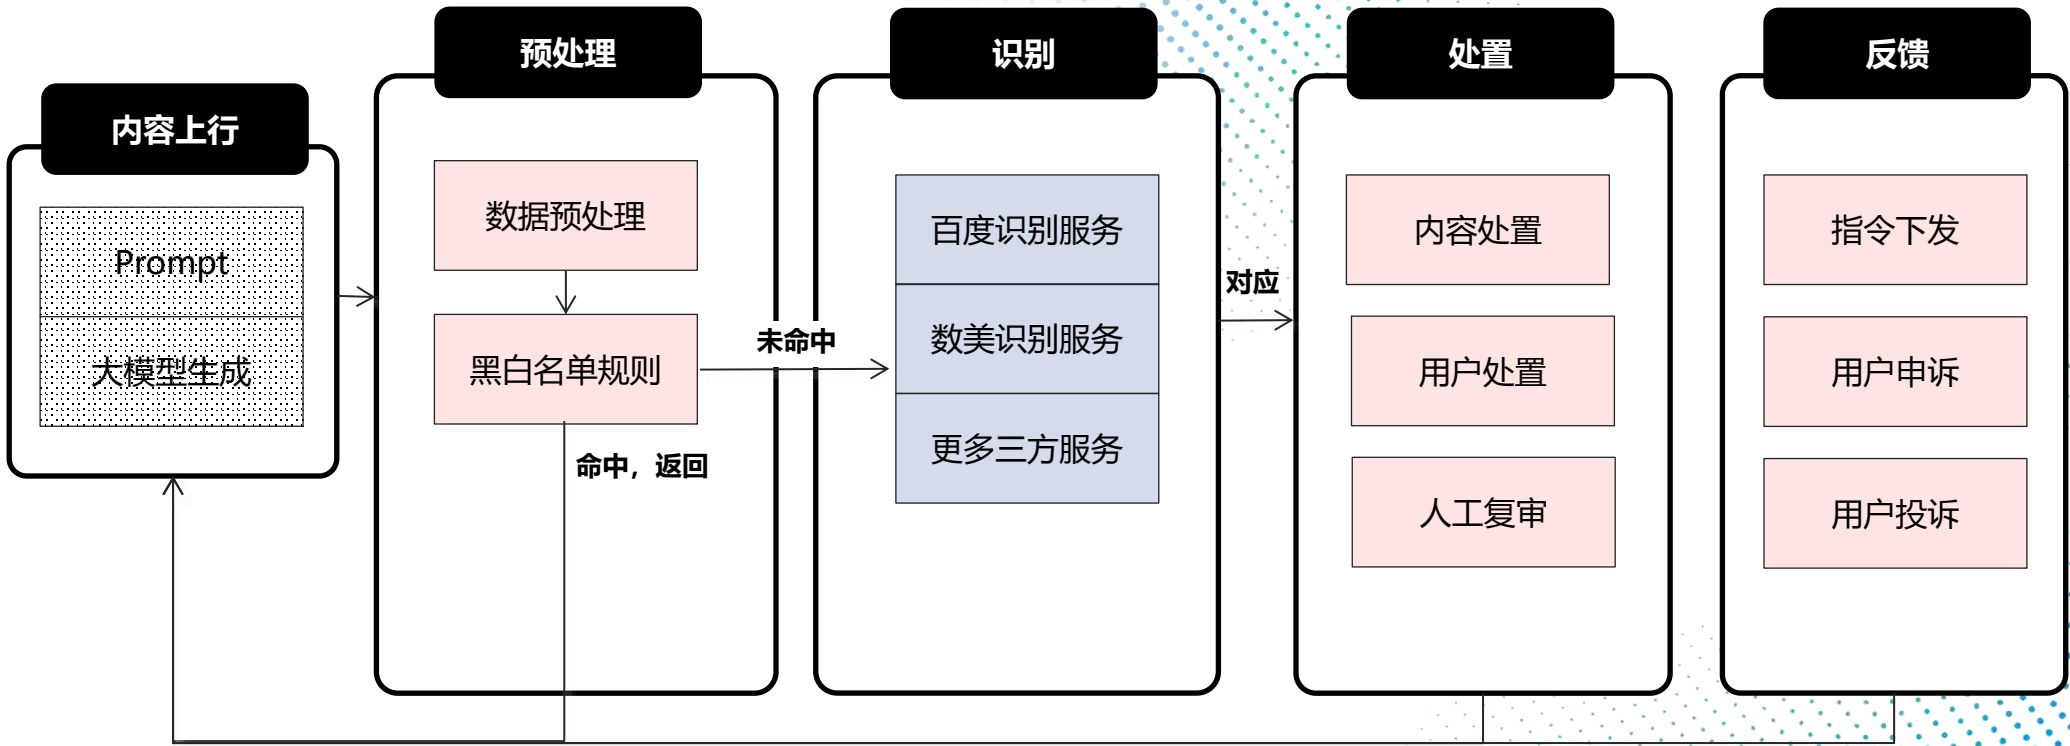 内容上行
Prompt
大模型生成
预处理
数据预处理
黑白名单规则
命中，返回
未命中
识别
百度识别服务
数美识别服务
更多三方服务
对应
处置
内容处置
用户处置
人工复审
反馈
指令下发
用户申诉
用户投诉